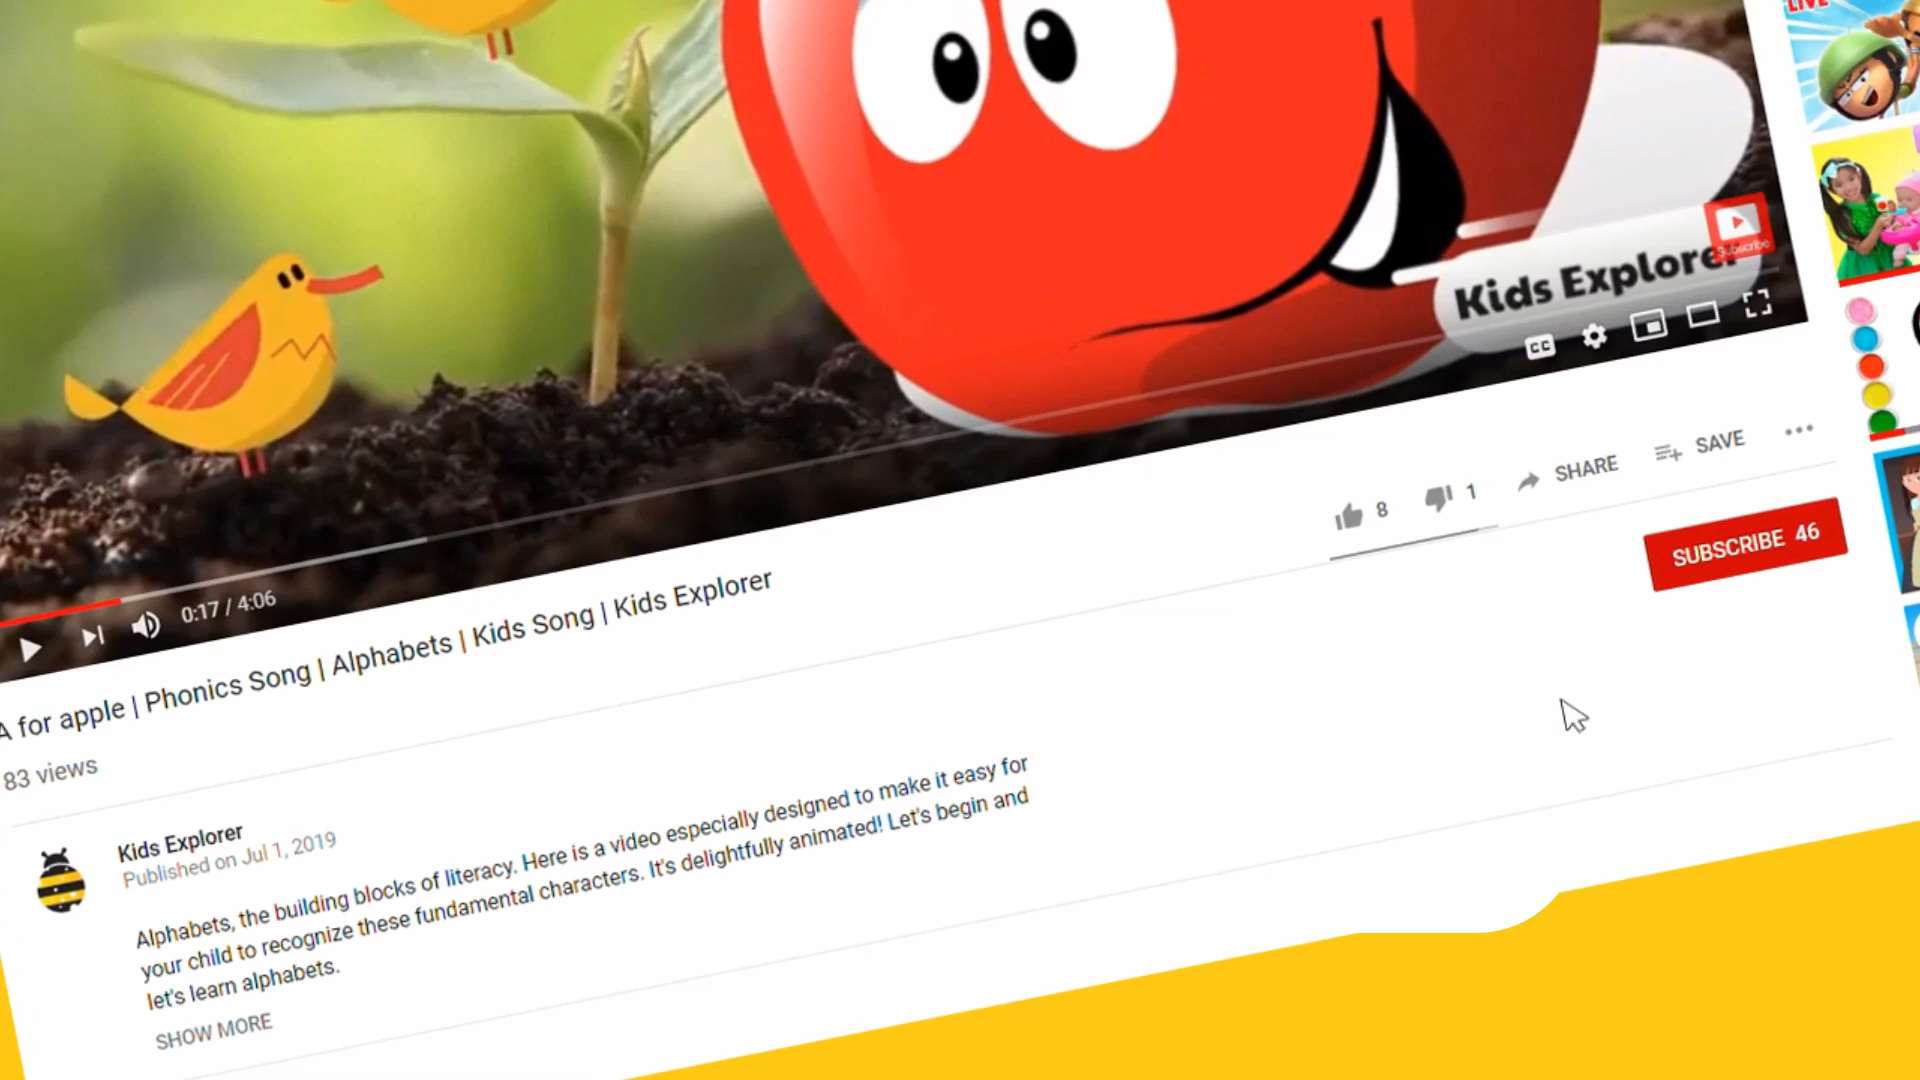 LIVE
Kids Explorer
Subscribe
CC
0:17 / 4:06
A for apple | Phonics Song | Alphabets | Kids Song | Kids Explorer
83 views
8
1
SHARE
SAVE
SUBSCRIBE 46
Kids Explorer
Published on Jul 1, 2019
Alphabets, the building blocks of literacy. Here is a video especially designed to make it easy for
your child to recognize these fundamental characters. It's delightfully animated! Let's begin and
let's learn alphabets.
SHOW MORE